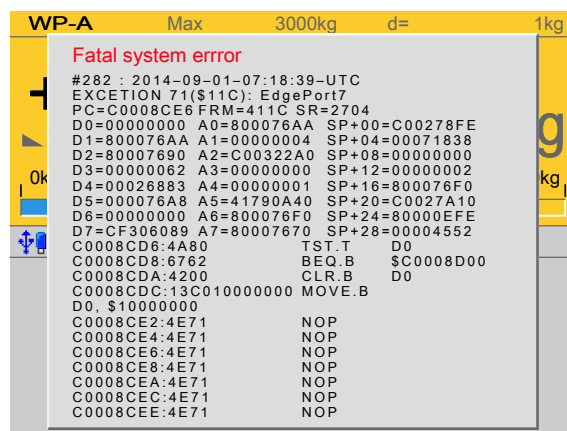 WP-A Max 3000kg d= 1kg
Fatal system errror
#282 : 2014–09–01–07:18:39–UTC
EXCETION 71($11C): EdgePort7
PC=C0008CE6 FRM=411C SR=2704
D0=00000000 A0=800076AA SP+00=C00278FE
D1=800076AA A1=00000004 SP+04=00071838
D2=80007690 A2=C00322A0 SP+08=00000000
D3=00000062 A3=00000000 SP+12=00000002
D4=00026883 A4=00000001 SP+16=800076F0
D5=000076A8 A5=41790A40 SP+20=C0027A10
D6=00000000 A6=800076F0 SP+24=80000EFE
D7=CF306089 A7=80007670 SP+28=00004552
C0008CD6:4A80 TST.T D0
C0008CD8:6762 BEQ.B $C0008D00
C0008CDA:4200 CLR.B D0
C0008CDC:13C010000000 MOVE.B
D0, $10000000
C0008CE2:4E71 NOP
C0008CE4:4E71 NOP
C0008CE6:4E71 NOP
C0008CE8:4E71 NOP
C0008CEA:4E71 NOP
C0008CEC:4E71 NOP
C0008CEE:4E71 NOP
g
0k
kg